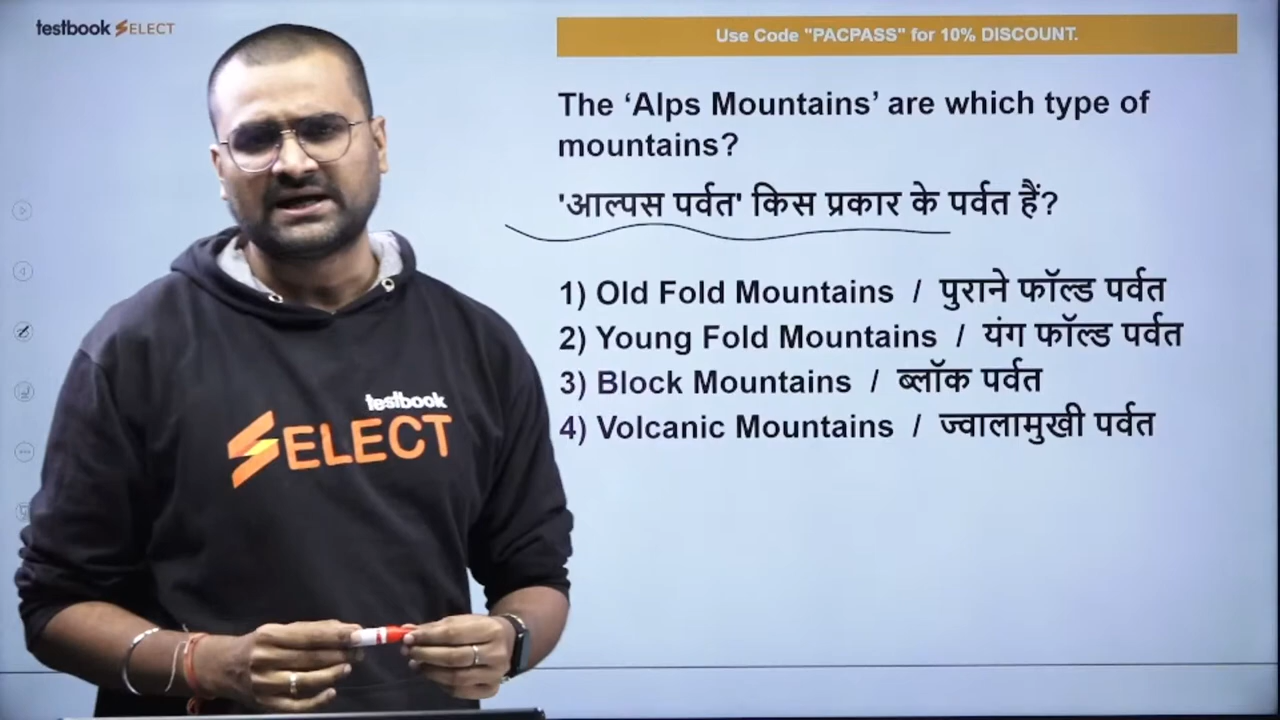 testbook SELECT
Use Code "PACPASS" for 10% DISCOUNT.
The ‘Alps Mountains’ are which type of
mountains?
'आल्पस पर्वत' किस प्रकार के पर्वत हैं?
1) Old Fold Mountains / पुराने फॉल्ड पर्वत
2) Young Fold Mountains / यंग फॉल्ड पर्वत
3) Block Mountains / ब्लॉक पर्वत
4) Volcanic Mountains / ज्वालामुखी पर्वत
testbook
SELECT